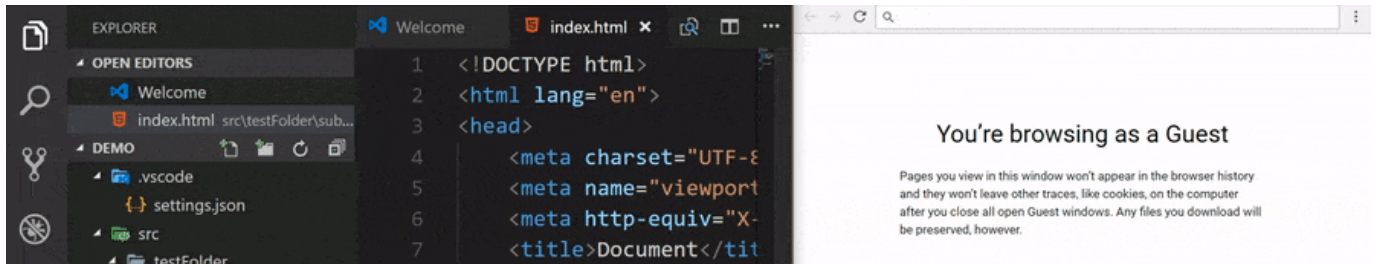 EXPLORER
OPEN EDITORS
Welcome
index.html src\testFolder\sub...
DEMO
.vscode
{..} settings.json
src
testFolder
Welcome
index.html
1 <!DOCTYPE html>
2 <html lang="en">
3 <head>
4 <meta charset="UTF-8
5 <meta name="viewport
6 <meta http-equiv="X-
7 <title>Document</tit
You’re browsing as a Guest
Pages you view in this window won’t appear in the browser history
and they won’t leave other traces, like cookies, on the computer
after you close all open Guest windows. Any files you download will
be preserved, however.